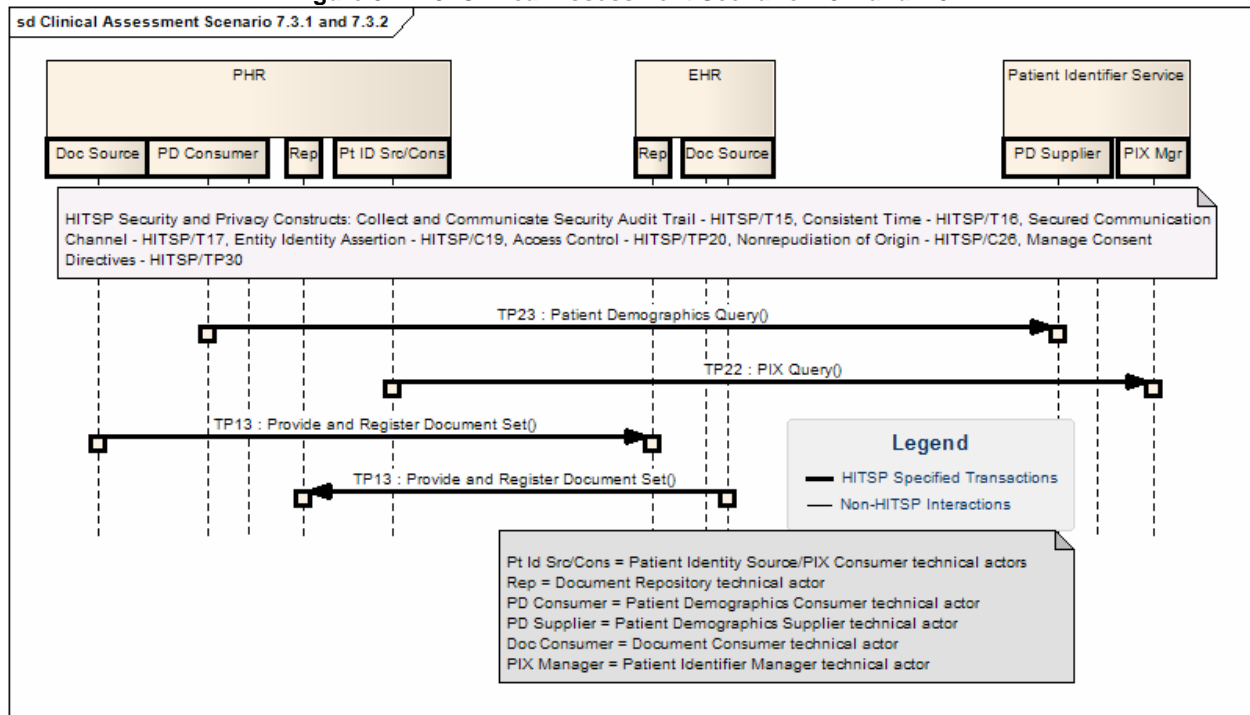 sd Clinical Assessment Scenario 7.3.1 and 7.3.2
PHR
EHR
Patient Identifier Service
Doc Source
PD Consumer
Rep
Pt ID Src/Cons
Rep
Doc Source
PD Supplier
PIX Mgr
HITSP Security and Privacy Constructs: Collect and Communicate Security Audit Trail - HITSP/T15, Consistent Time - HITSP/T16, Secured Communication
Channel - HITSP/T17, Entity Identity Assertion - HITSP/C19, Access Control - HITSP/TP20, Nonrepudiation of Origin - HITSP/C26, Manage Consent
Directives - HITSP/TP30
TP23 : Patient Demographics Query()
TP22 : PIX Query()
TP13 : Provide and Register Document Set()
TP13 : Provide and Register Document Set()
Legend
HITSP Specified Transactions
Non-HITSP Interactions
Pt Id Src/Cons = Patient Identity Source/PIX Consumer technical actors
Rep = Document Repository technical actor
PD Consumer = Patient Demographics Consumer technical actor
PD Supplier = Patient Demographics Supplier technical actor
Doc Consumer = Document Consumer technical actor
PIX Manager = Patient Identifier Manager technical actor